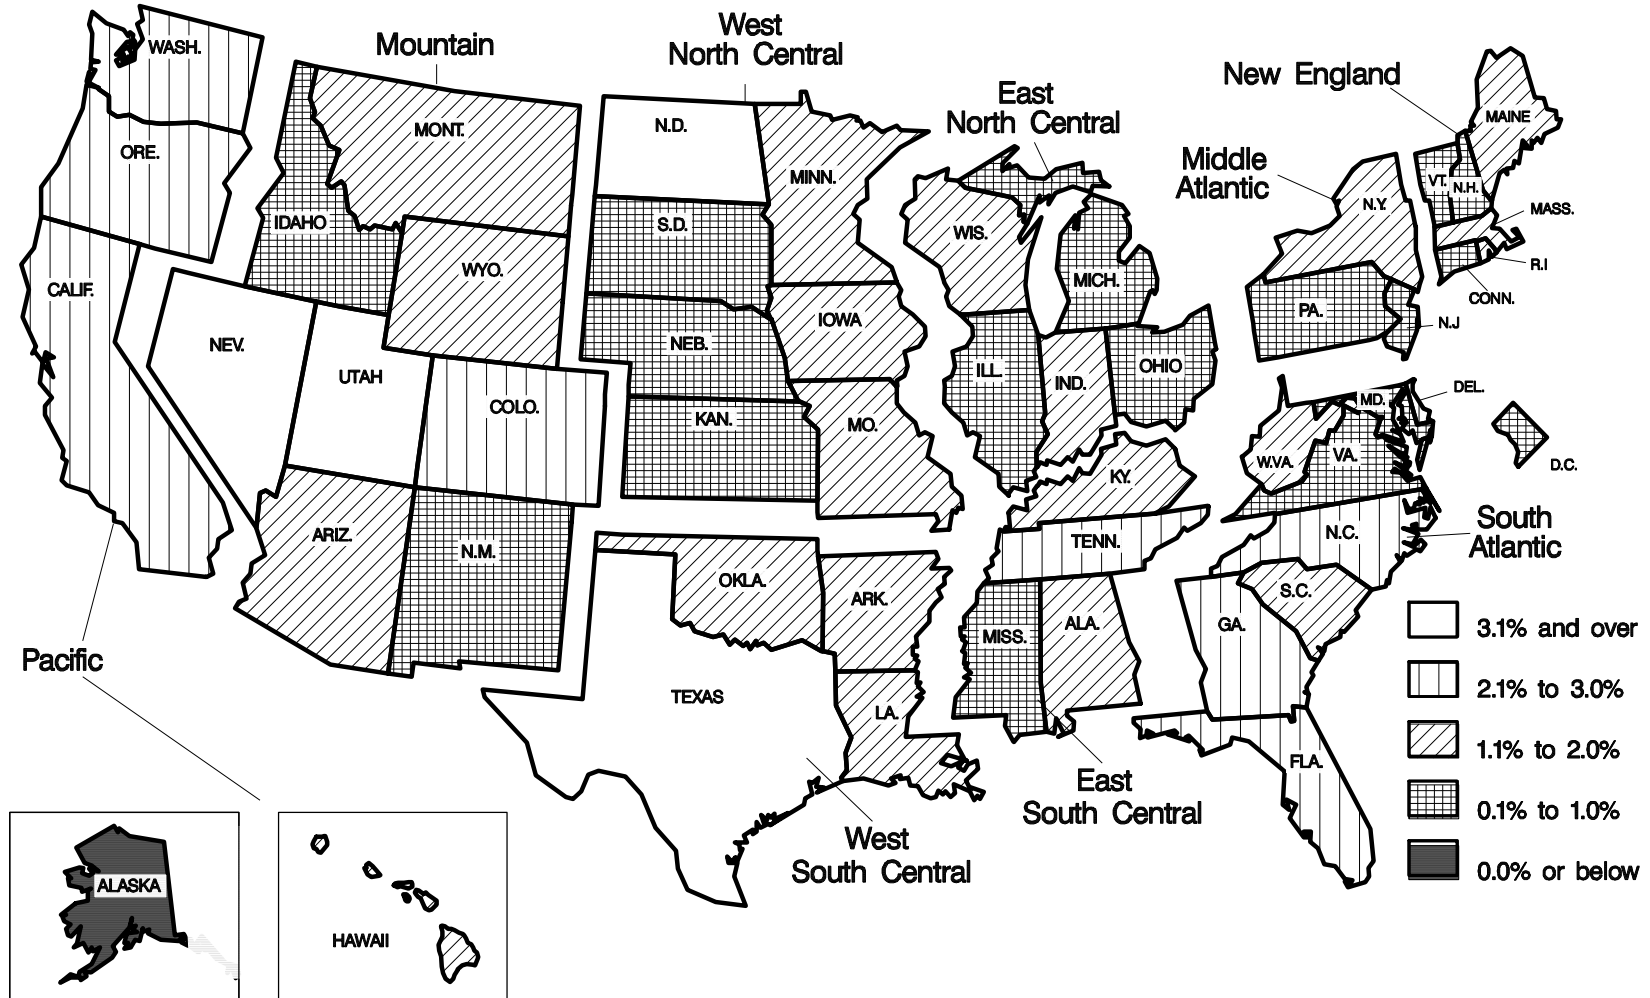 West
North Central
Mountain
East
North Central
New England
Middle
Atlantic
WASH.
ORE.
CALIF.
NEV.
IDAHO
MONT.
WYO.
UTAH
COLO.
ARIZ.
N.M.
N.D.
S.D.
NEB.
KAN.
MINN.
IOWA
MO.
OKLA.
ARK.
TEXAS
LA.
WIS.
MICH.
ILL.
IND.
OHIO
KY.
TENN.
MISS.
ALA.
MAINE
VT.
N.H.
MASS.
R.I
CONN.
N.Y.
PA.
N.J
DEL.
MD.
D.C.
W.VA.
VA.
N.C.
S.C.
GA.
FLA.
South
Atlantic
Pacific
West
South Central
East
South Central
ALASKA
HAWAII
3.1% and over
2.1% to 3.0%
1.1% to 2.0%
0.1% to 1.0%
0.0% or below